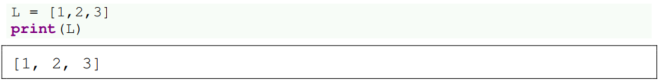 L = [1,2,3]
print(L)
[1, 2, 3]